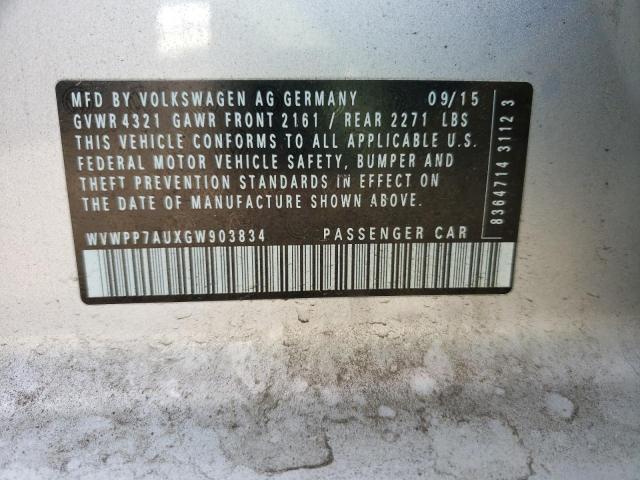 MFD BY VOLKSWAGEN AG GERMANY 09/15
GVWR 4321 GAWR FRONT 2161 / REAR 2271 LBS
THIS VEHICLE CONFORMS TO ALL APPLICABLE U.S.
FEDERAL MOTOR VEHICLE SAFETY, BUMPER AND
THEFT PREVENTION STANDARDS IN EFFECT ON
THE DATE OF MANUFACTURE SHOWN ABOVE.
WVWPP7AUXGW903834 PASSENGER CAR
8364714 3112 3